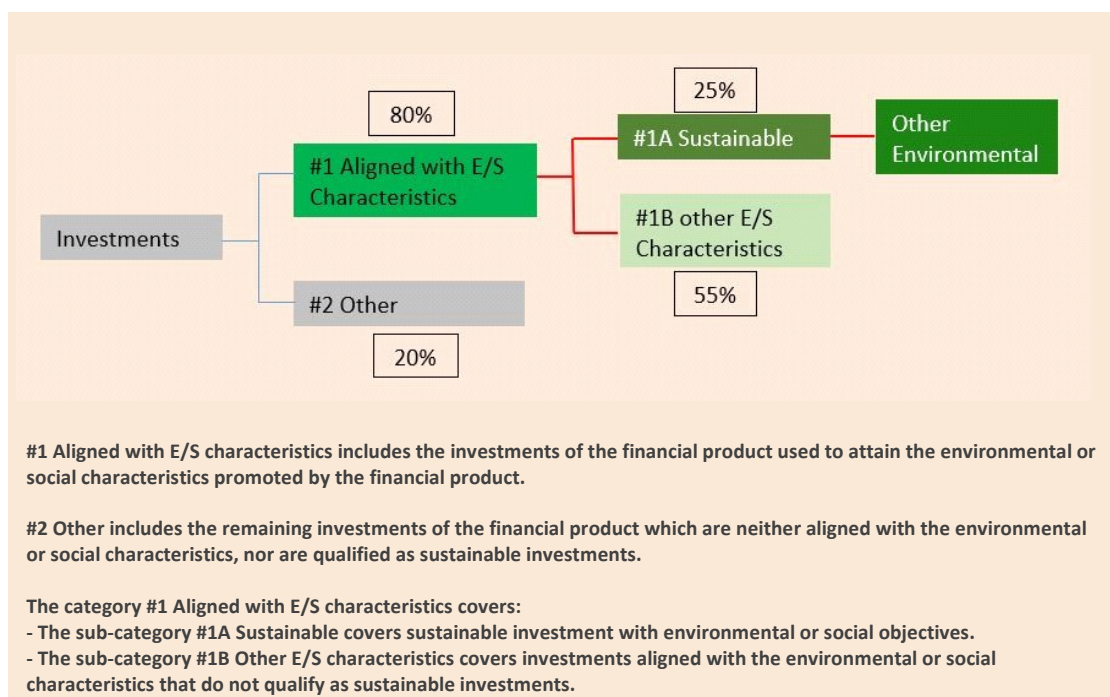 25%
80%
Other
Environmental
#1A Sustainable
#1 Aligned with E/S
Characteristics
#1B other E/S
Characteristics
Investments
55%
#2 Other
20%
#1 Aligned with E/S characteristics includes the investments of the financial product used to attain the environmental or
social characteristics promoted by the financial product.
#2 Other includes the remaining investments of the financial product which are neither aligned with the environmental
or social characteristics, nor are qualified as sustainable investments.
The category #1 Aligned with E/S characteristics covers:
- The sub-category #1A Sustainable covers sustainable investment with environmental or social objectives.
- The sub-category #1B Other E/S characteristics covers investments aligned with the environmental or social
characteristics that do not qualify as sustainable investments.